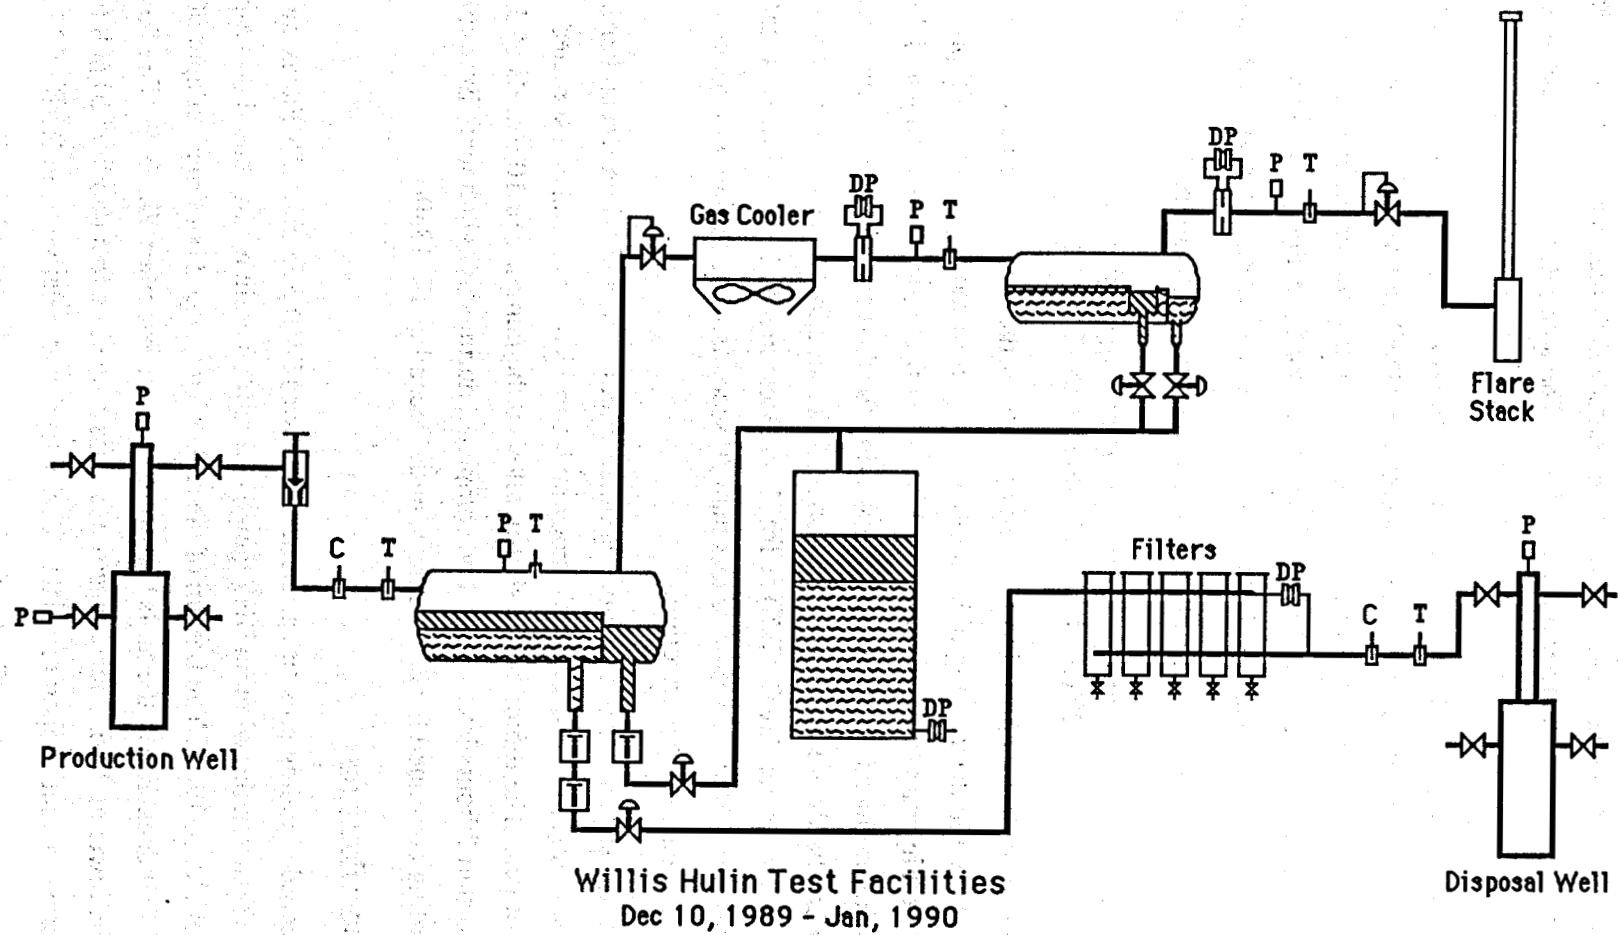 DP
P
T
DP
P
T
Gas Cooler
Flare
Stack
P
P
C
T
P
T
Filters
DP
P
C
T
DP
Production Well
Disposal Well
Willis Hulin Test Facilities
Dec 10, 1989 - Jan, 1990